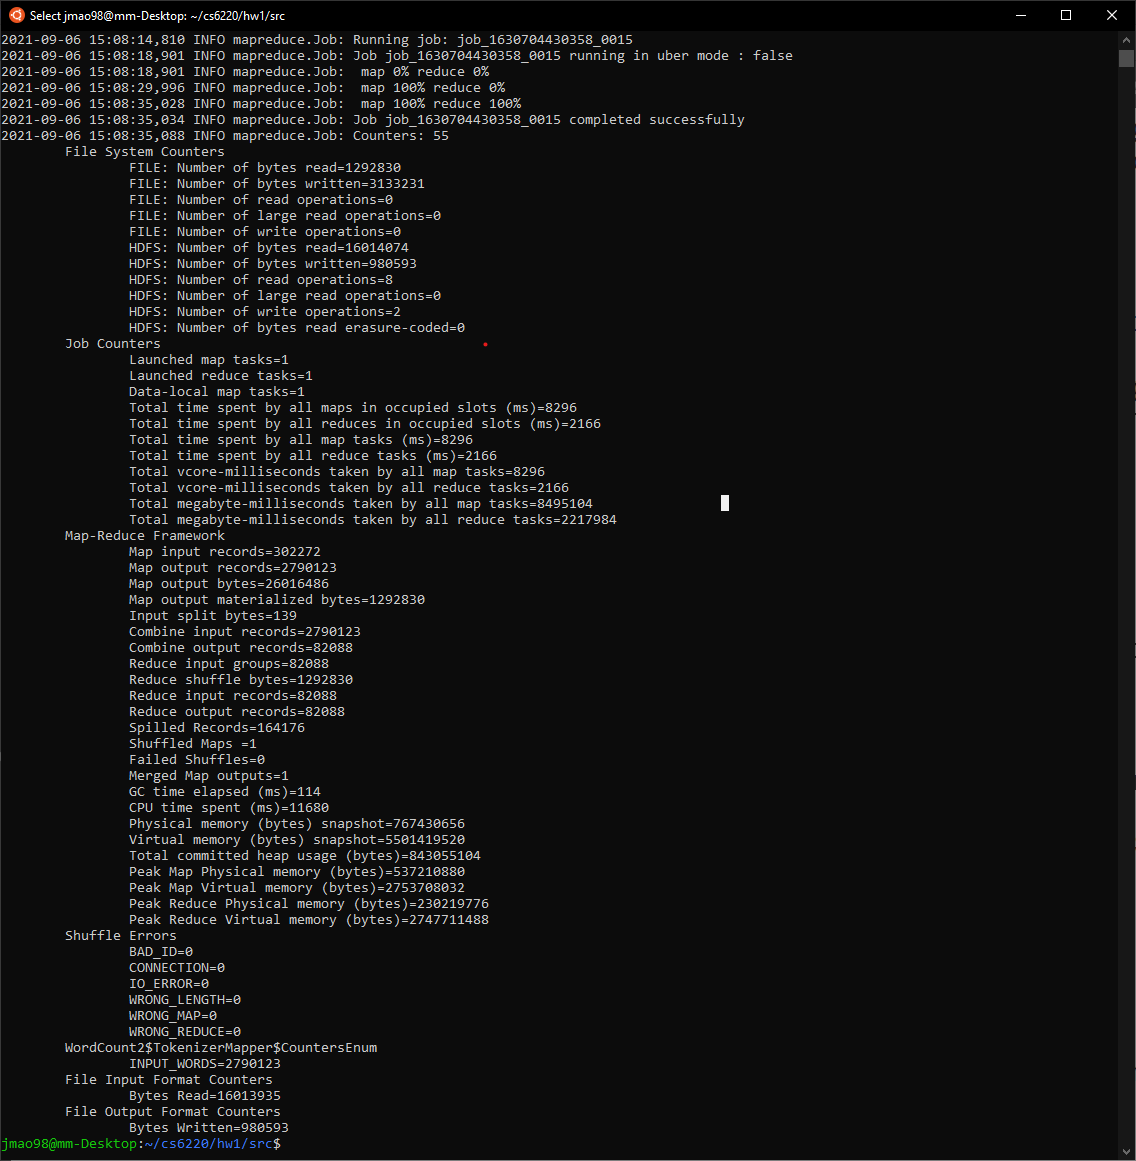 Select jmao98@mm-Desktop: ~/cs6220/hw1/src
2021-09-06 15:08:14,810 INFO mapreduce.Job: Running job: job_1630704430358_0015
2021-09-06 15:08:18,901 INFO mapreduce.Job: Job job_1630704430358_0015 running in uber mode : false
2021-09-06 15:08:18,901 INFO mapreduce.Job:  map 0% reduce 0%
2021-09-06 15:08:29,996 INFO mapreduce.Job:  map 100% reduce 0%
2021-09-06 15:08:35,028 INFO mapreduce.Job:  map 100% reduce 100%
2021-09-06 15:08:35,034 INFO mapreduce.Job: Job job_1630704430358_0015 completed successfully
2021-09-06 15:08:35,088 INFO mapreduce.Job: Counters: 55
File System Counters
FILE: Number of bytes read=1292830
FILE: Number of bytes written=3133231
FILE: Number of read operations=0
FILE: Number of large read operations=0
FILE: Number of write operations=0
HDFS: Number of bytes read=16014074
HDFS: Number of bytes written=980593
HDFS: Number of read operations=8
HDFS: Number of large read operations=0
HDFS: Number of write operations=2
HDFS: Number of bytes read erasure-coded=0
Job Counters
Launched map tasks=1
Launched reduce tasks=1
Data-local map tasks=1
Total time spent by all maps in occupied slots (ms)=8296
Total time spent by all reduces in occupied slots (ms)=2166
Total time spent by all map tasks (ms)=8296
Total time spent by all reduce tasks (ms)=2166
Total vcore-milliseconds taken by all map tasks=8296
Total vcore-milliseconds taken by all reduce tasks=2166
Total megabyte-milliseconds taken by all map tasks=8495104
Total megabyte-milliseconds taken by all reduce tasks=2217984
Map-Reduce Framework
Map input records=302272
Map output records=2790123
Map output bytes=26016486
Map output materialized bytes=1292830
Input split bytes=139
Combine input records=2790123
Combine output records=82088
Reduce input groups=82088
Reduce shuffle bytes=1292830
Reduce input records=82088
Reduce output records=82088
Spilled Records=164176
Shuffled Maps =1
Failed Shuffles=0
Merged Map outputs=1
GC time elapsed (ms)=114
CPU time spent (ms)=11680
Physical memory (bytes) snapshot=767430656
Virtual memory (bytes) snapshot=5501419520
Total committed heap usage (bytes)=843055104
Peak Map Physical memory (bytes)=537210880
Peak Map Virtual memory (bytes)=2753708032
Peak Reduce Physical memory (bytes)=230219776
Peak Reduce Virtual memory (bytes)=2747711488
Shuffle Errors
BAD_ID=0
CONNECTION=0
IO_ERROR=0
WRONG_LENGTH=0
WRONG_MAP=0
WRONG_REDUCE=0
WordCount2$TokenizerMapper$CountersEnum
INPUT_WORDS=2790123
File Input Format Counters
Bytes Read=16013935
File Output Format Counters
Bytes Written=980593
jmao98@mm-Desktop:~/cs6220/hw1/src$